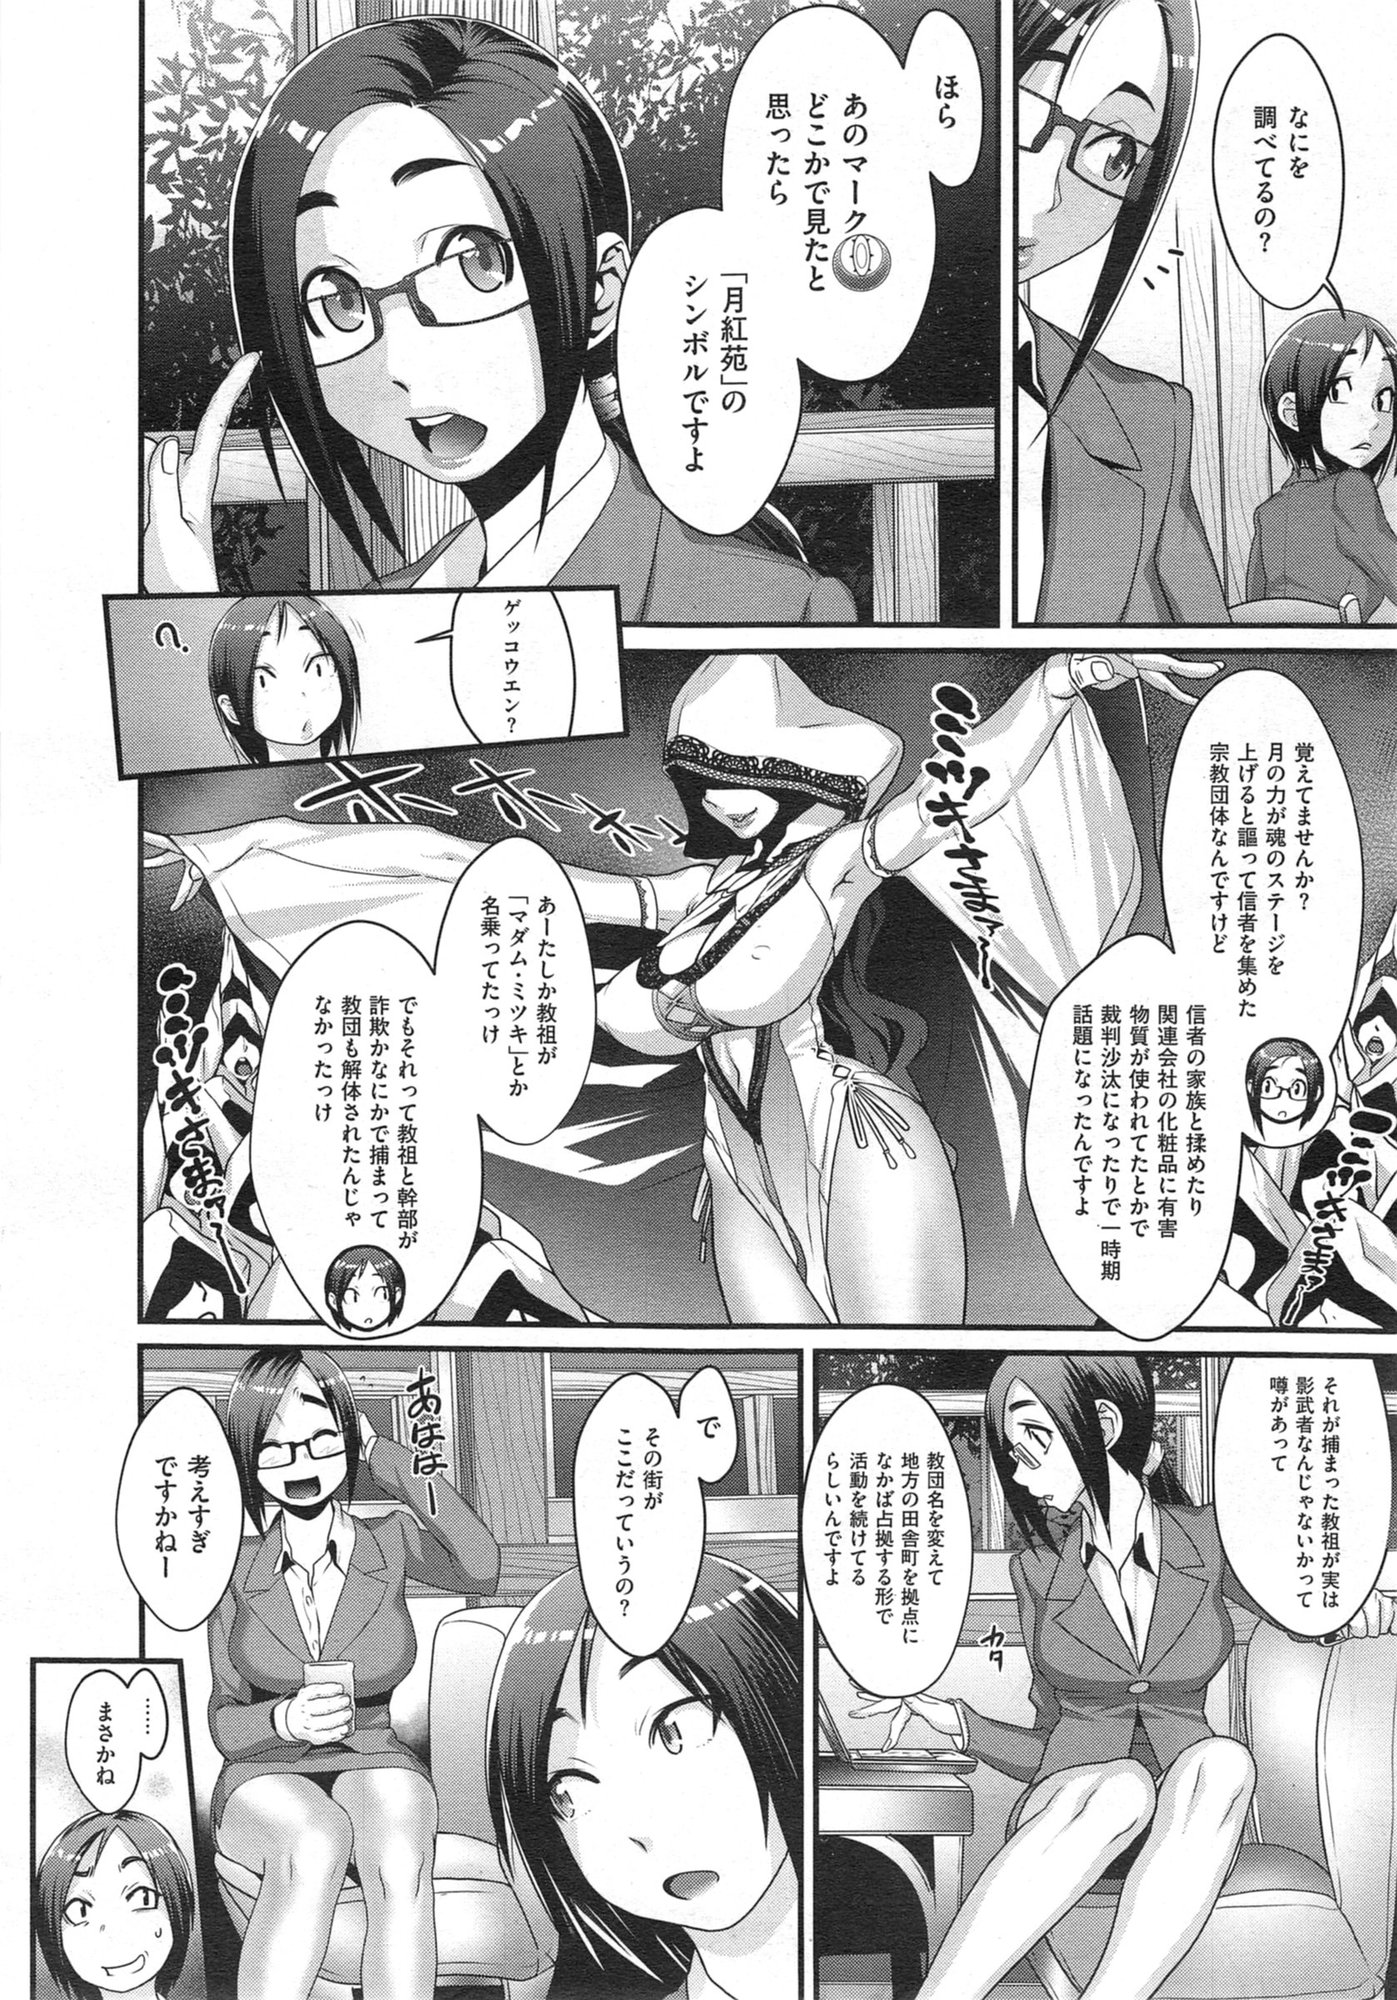 なにを
調べてるの？
ほら
あのマーク
どこかで見たと
思ったら
「月紅苑」の
シンボルですよ
ゲッコウエン？
？
覚えてませんか？
月の力が魂のステージを
上げると謳って信者を集めた
宗教団体なんですけど
信者の家族と揉めたり
関連会社の化粧品に有害
物質が使われてたとかで
裁判沙汰になったりで一時期
話題になったんですよ
あーたしか教祖が
「マダム・ミツキ」とか
名乗ってたっけ
でもそれって教祖と幹部が
詐欺かなにかで捕まって
教団も解体されたんじゃ
なかったっけ
それが捕まった教祖が実は
影武者なんじゃないかって
噂があって
教団名を変えて
地方の田舎町を拠点に
なかば占拠する形で
活動を続けてる
らしいんですよ
カタ
で
その街が
ここだっていうの？
あははー
考えすぎ
ですかねー
………
まさかね